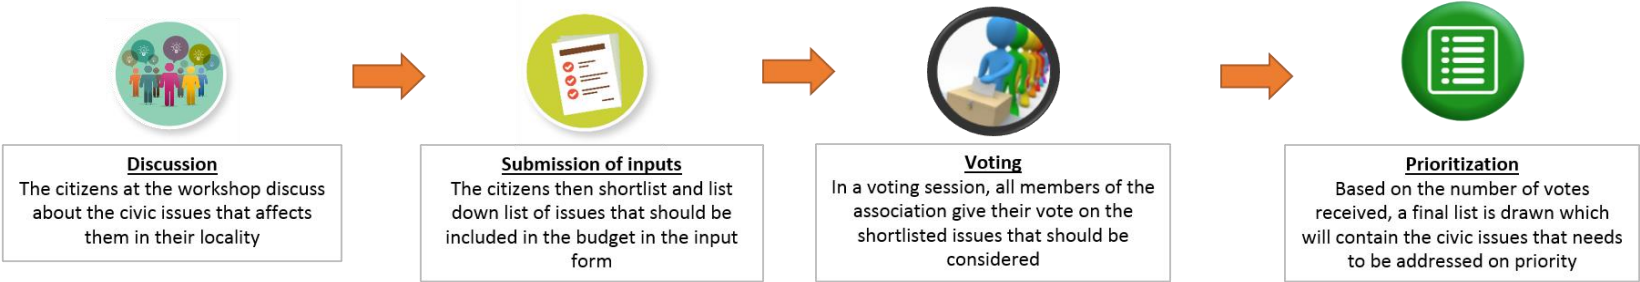 Discussion
The citizens at the workshop discuss
about the civic issues that affects
them in their locality
Submission of inputs
The citizens then shortlist and list
down list of issues that should be
included in the budget in the input
form
Voting
In a voting session, all members of the
association give their vote on the
shortlisted issues that should be
considered
Prioritization
Based on the number of votes
received, a final list is drawn which
will contain the civic issues that needs
to be addressed on priority